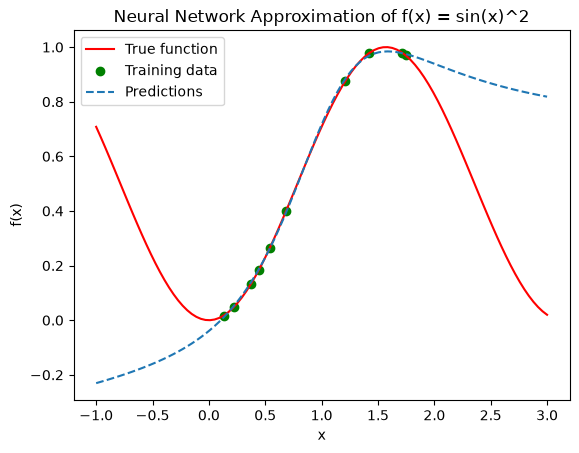 Neural Network Approximation of f(x) = sin(x)^2
True function
Training data
Predictions
f(x)
1.0
0.8
0.6
0.4
0.2
0.0
−0.2
−1.0 −0.5 0.0 0.5 1.0 1.5 2.0 2.5 3.0
x